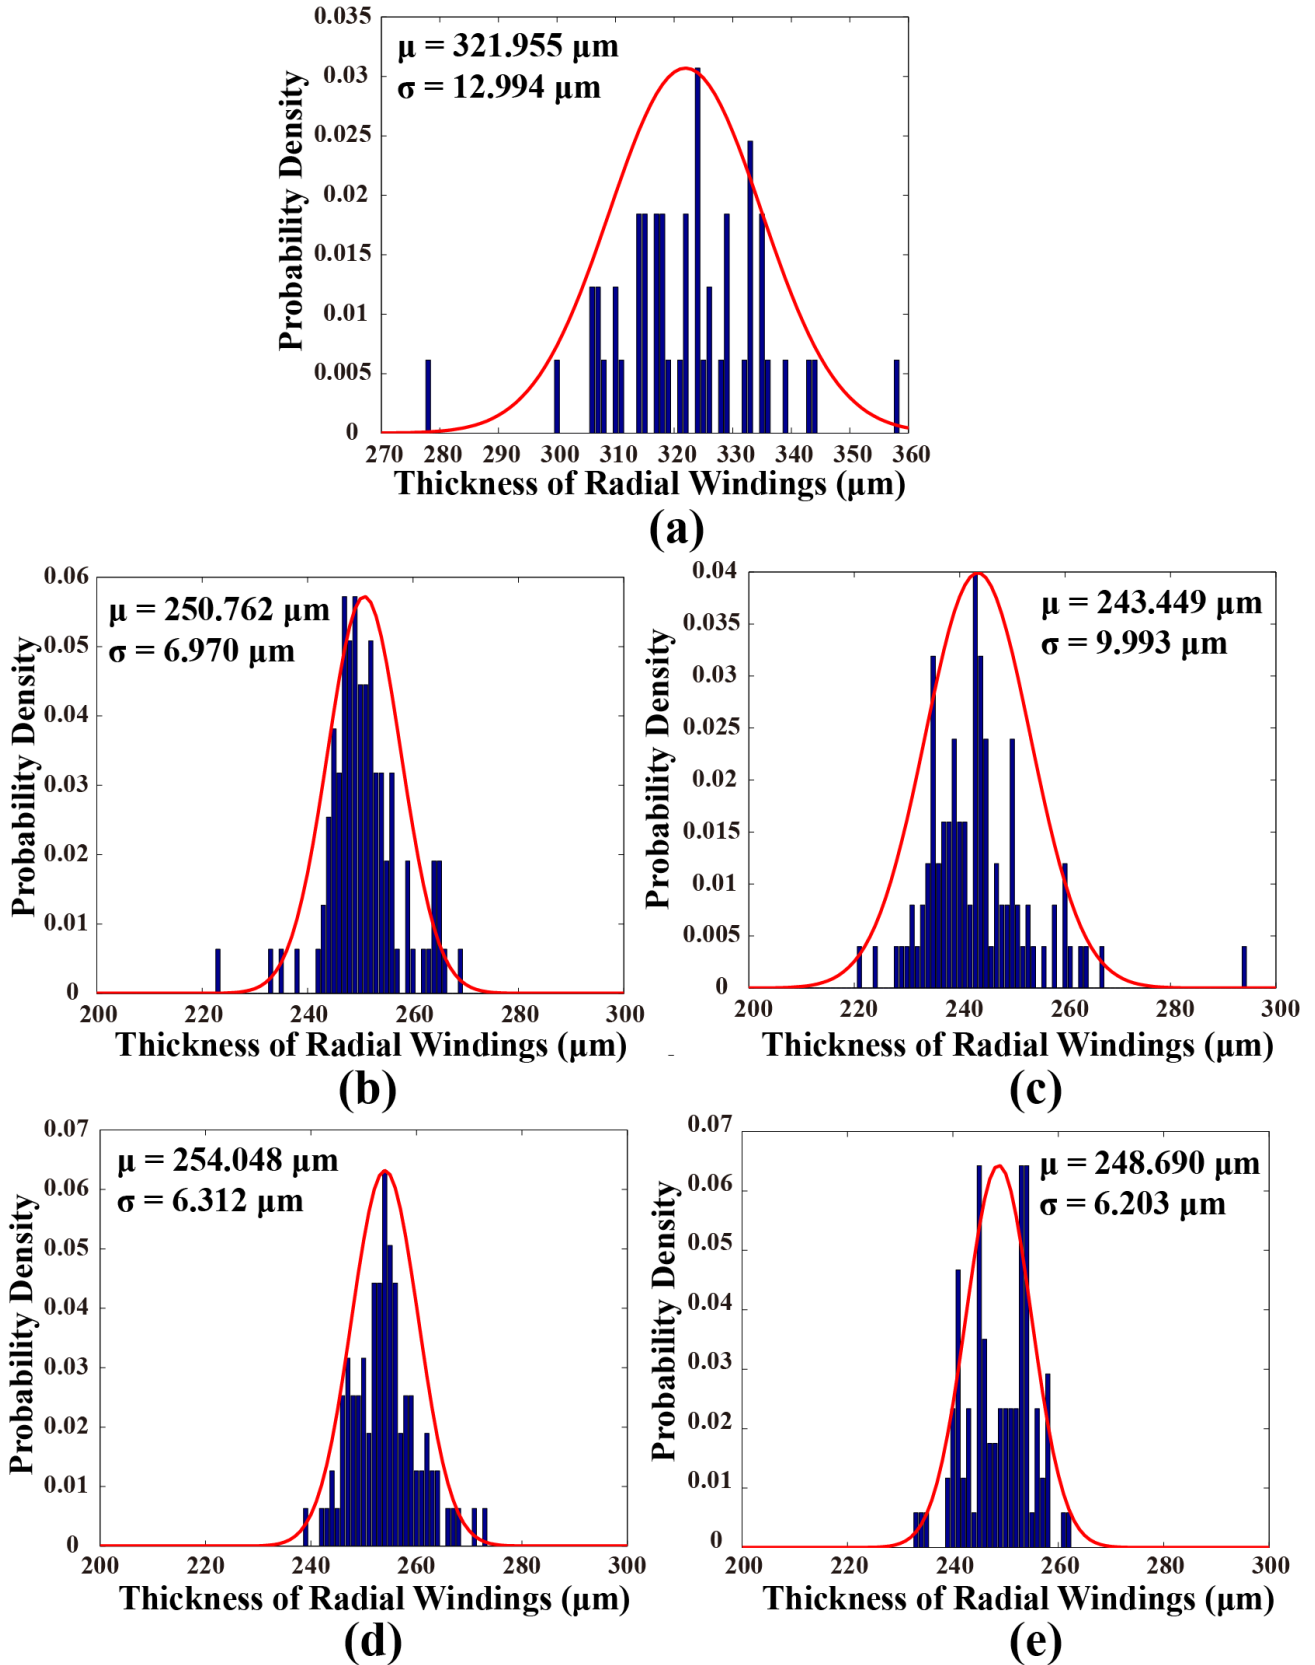 0.035
0.03
0.025
0.02
0.015
0.01
0.005
0
Probability Density
μ = 321.955 μm
σ = 12.994 μm
270 280 290 300 310 320 330 340 350 360
Thickness of Radial Windings (μm)
(a)
0.06
0.05
0.04
0.03
0.02
0.01
0
Probability Density
μ = 250.762 μm
σ = 6.970 μm
200 220 240 260 280 300
Thickness of Radial Windings (μm)
(b)
0.04
0.035
0.03
0.025
0.02
0.015
0.01
0.005
0
Probability Density
μ = 243.449 μm
σ = 9.993 μm
200 220 240 260 280 300
Thickness of Radial Windings (μm)
(c)
0.07
0.06
0.05
0.04
0.03
0.02
0.01
0
Probability Density
μ = 254.048 μm
σ = 6.312 μm
200 220 240 260 280 300
Thickness of Radial Windings (μm)
(d)
0.07
0.06
0.05
0.04
0.03
0.02
0.01
0
Probability Density
μ = 248.690 μm
σ = 6.203 μm
200 220 240 260 280 300
Thickness of Radial Windings (μm)
(e)